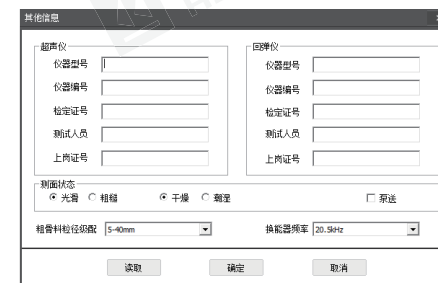 其他信息
超声仪 回弹仪
仪器型号 仪器型号
仪器编号 仪器编号
检定证号 检定证号
测试人员 测试人员
上岗证号 上岗证号
测面状态
光滑 粗糙 干燥 潮湿 泵送
粗骨料粒径级配 5-40mm 换能器频率 20.5kHz
读取 确定 取消